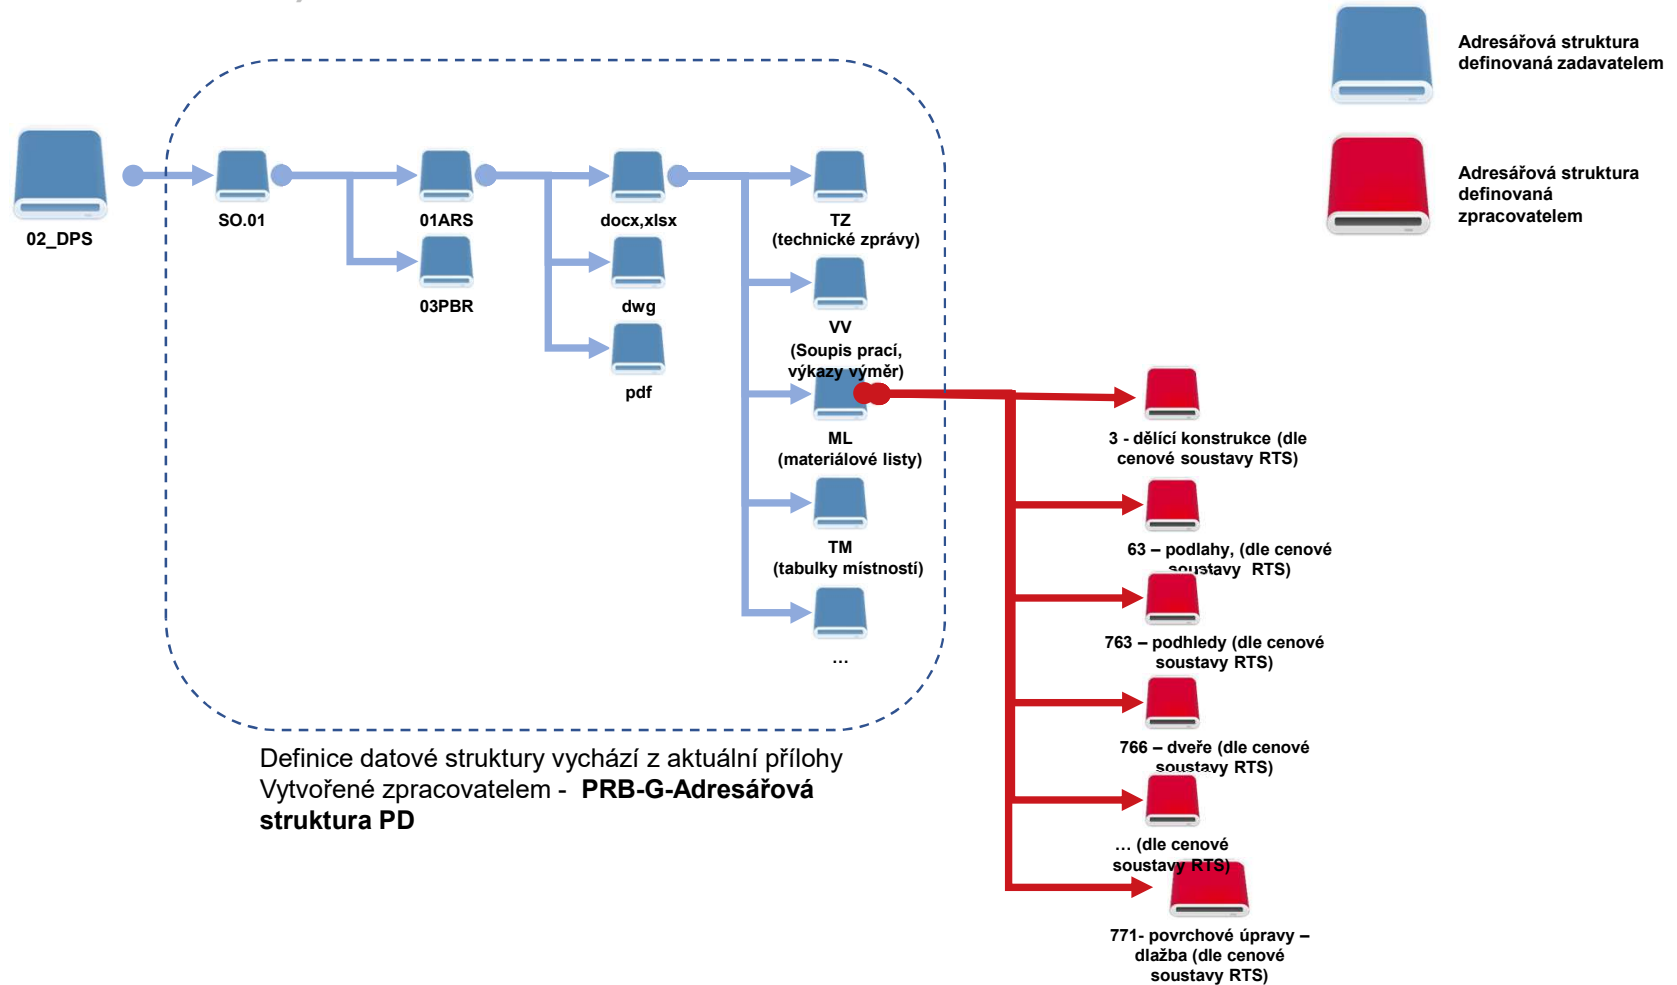 Adresářová struktura
definovaná zadavatelem
Adresářová struktura
definovaná
zpracovatelem
02_DPS
SO.01
01ARS
03PBR
docx,xlsx
dwg
pdf
TZ
(technické zprávy)
VV
(Soupis prací,
výkazy výměr)
ML
(materiálové listy)
TM
(tabulky místností)
...
3 - dělící konstrukce (dle
cenové soustavy RTS)
63 – podlahy, (dle cenové
soustavy RTS)
763 – podhledy (dle cenové
soustavy RTS)
766 – dveře (dle cenové
soustavy RTS)
... (dle cenové
soustavy RTS)
771- povrchové úpravy –
dlažba (dle cenové
soustavy RTS)
Definice datové struktury vychází z aktuální přílohy
Vytvořené zpracovatelem - PRB-G-Adresářová
struktura PD